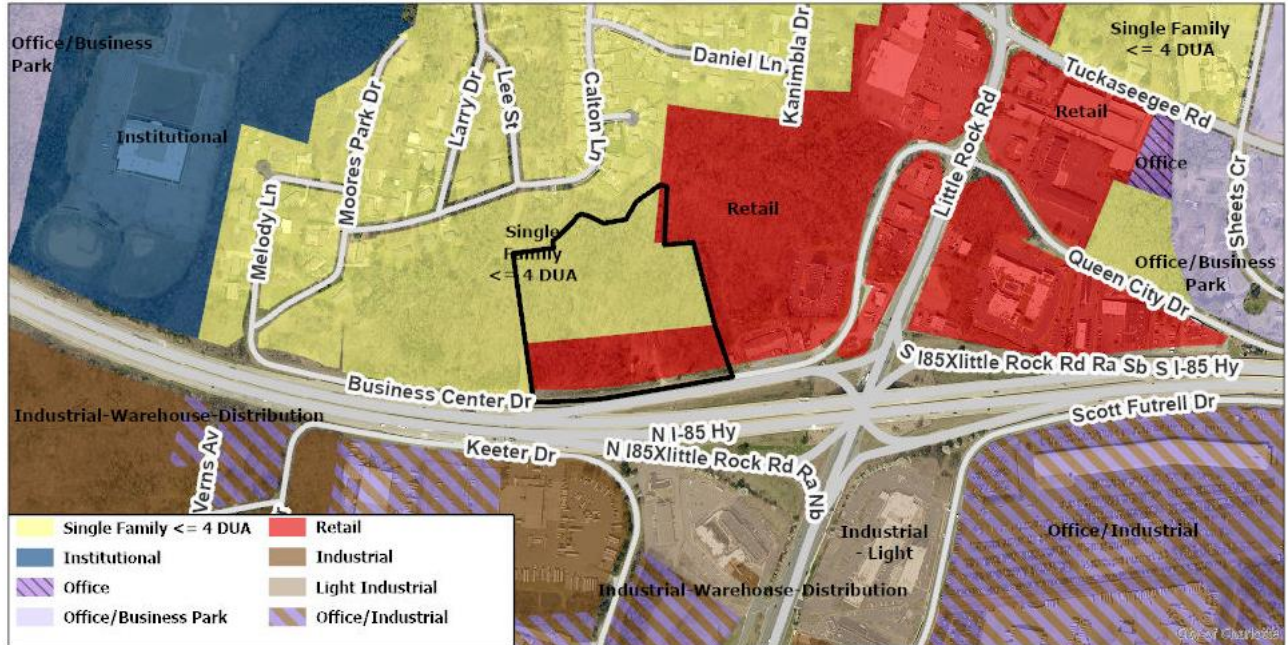 Office/Business
Park
Institutional
Melody Ln
Moores Park Dr
Larry Dr
Lee St
Calton Ln
Daniel Ln
Kanimbla Dr
Single Family
<= 4 DUA
Tuckaseegee Rd
Retail
Office
Little Rock Rd
Sheets Cr
Retail
Single
Family
<= 4 DUA
Office/Business
Park
Queen City Dr
Business Center Dr
S I85Xlittle Rock Rd Ra Sb
S I-85 Hy
Industrial-Warehouse-Distribution
N I-85 Hy
Scott Futrell Dr
Keeter Dr
N I85Xlittle Rock Rd Ra Nb
Verns Av
Industrial
- Light
Office/Industrial
Industrial-Warehouse-Distribution
Single Family <= 4 DUA
Retail
Institutional
Industrial
Office
Light Industrial
Office/Business Park
Office/Industrial
City of Charlotte